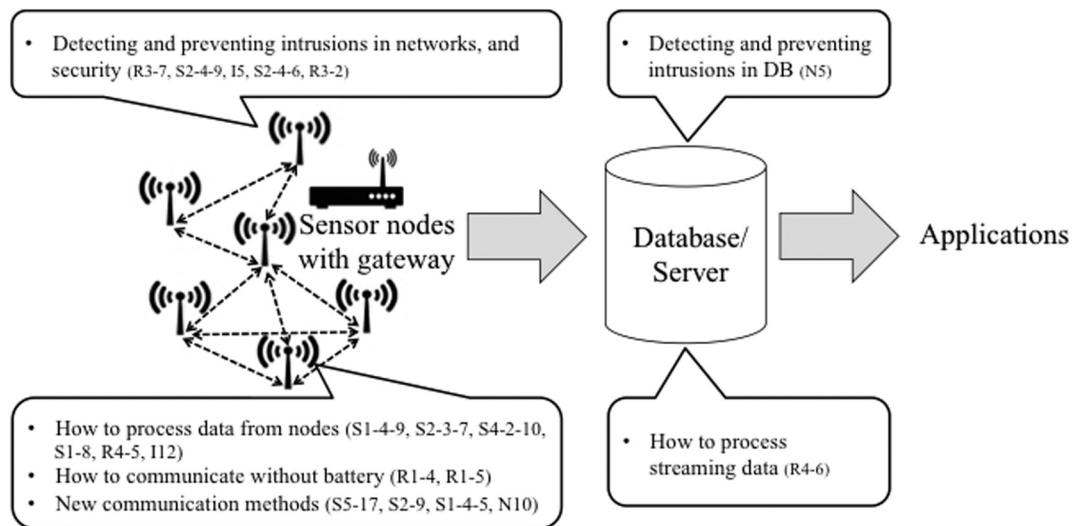 • Detecting and preventing intrusions in networks, and
security (R3-7, S2-4-9, I5, S2-4-6, R3-2)
• Detecting and preventing
intrusions in DB (N5)
Sensor nodes
with gateway
Database/
Server
Applications
• How to process data from nodes (S1-4-9, S2-3-7, S4-2-10,
S1-8, R4-5, I12)
• How to communicate without battery (R1-4, R1-5)
• New communication methods (S5-17, S2-9, S1-4-5, N10)
• How to process
streaming data (R4-6)